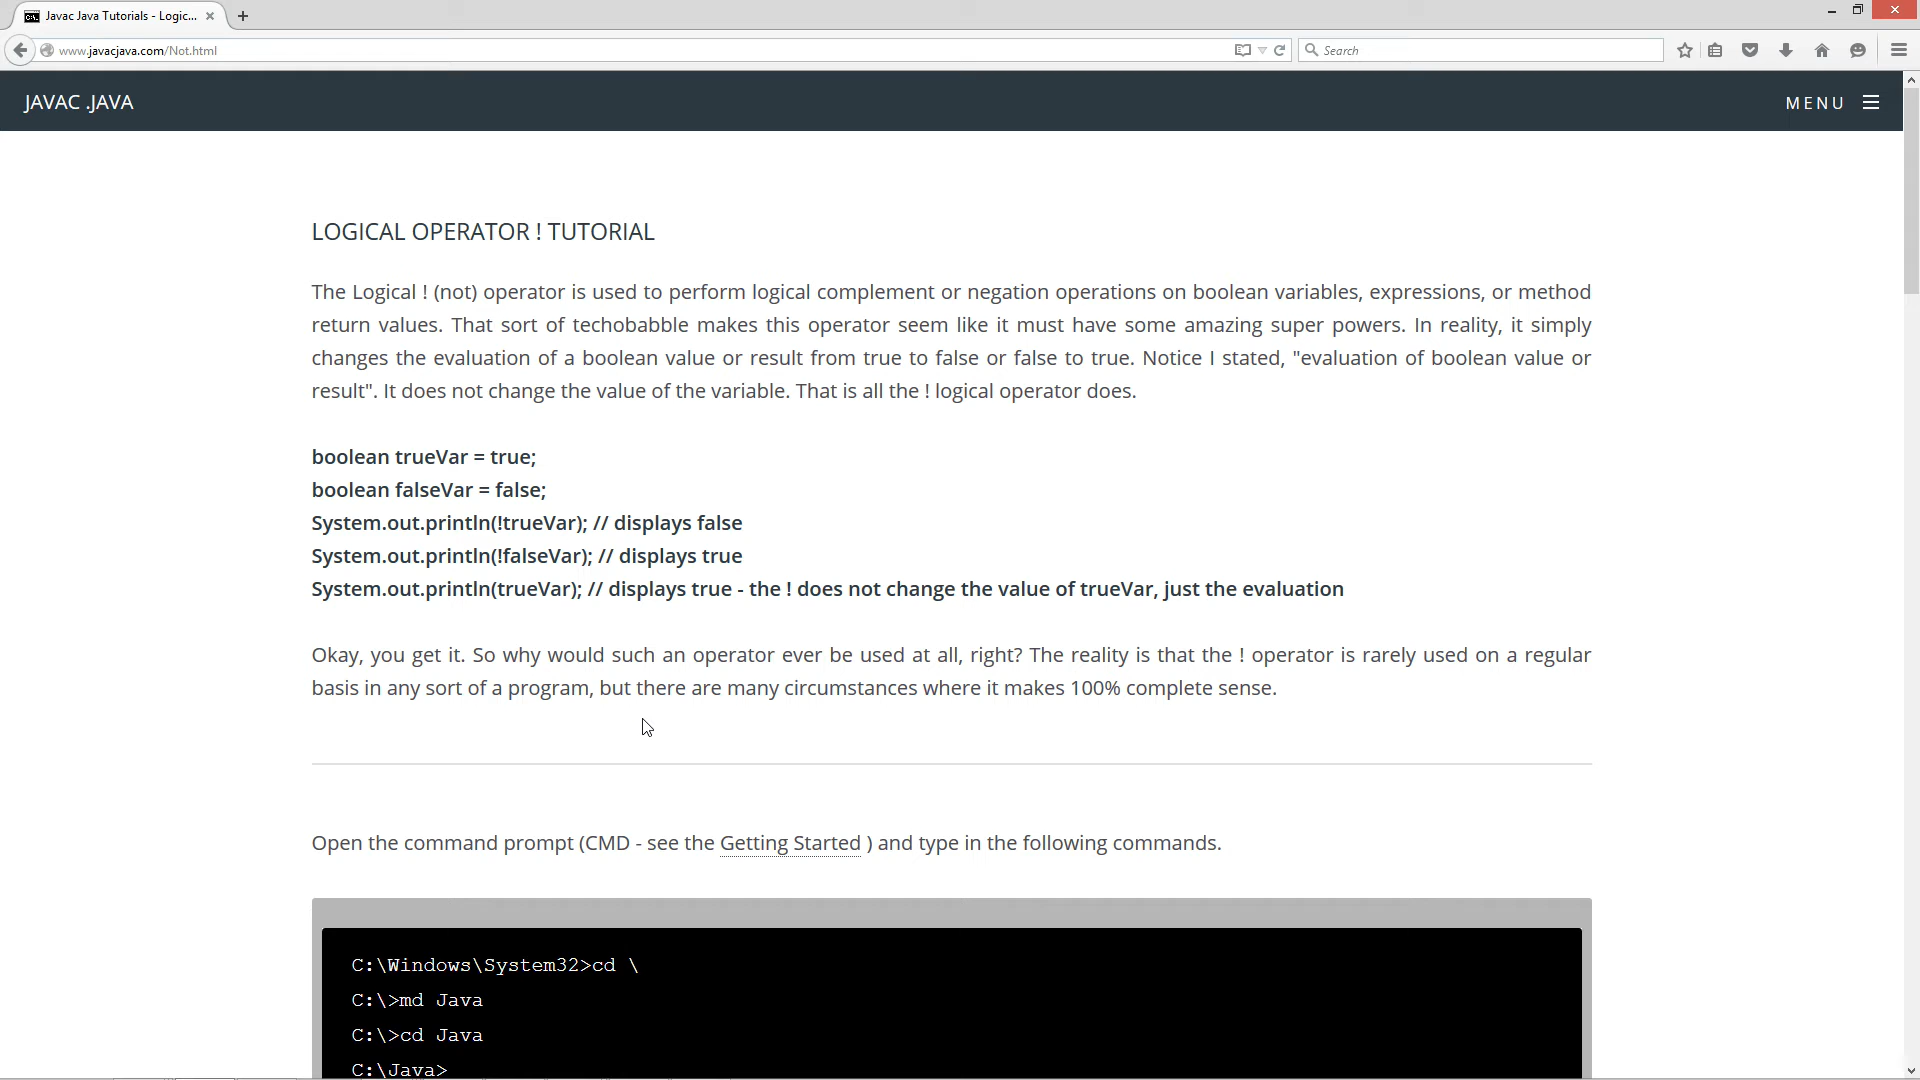 Javac Java Tutorials - Logic...
www.javacjava.com/Not.html
Search
JAVAC .JAVA
MENU
LOGICAL OPERATOR ! TUTORIAL
The Logical ! (not) operator is used to perform logical complement or negation operations on boolean variables, expressions, or method
return values. That sort of techobabble makes this operator seem like it must have some amazing super powers. In reality, it simply
changes the evaluation of a boolean value or result from true to false or false to true. Notice I stated, "evaluation of boolean value or
result". It does not change the value of the variable. That is all the ! logical operator does.
boolean trueVar = true;
boolean falseVar = false;
System.out.println(!trueVar); // displays false
System.out.println(!falseVar); // displays true
System.out.println(trueVar); // displays true - the ! does not change the value of trueVar, just the evaluation
Okay, you get it. So why would such an operator ever be used at all, right? The reality is that the ! operator is rarely used on a regular
basis in any sort of a program, but there are many circumstances where it makes 100% complete sense.
Open the command prompt (CMD - see the Getting Started ) and type in the following commands.
C:\Windows\System32>cd \
C:\>md Java
C:\>cd Java
C:\Java>